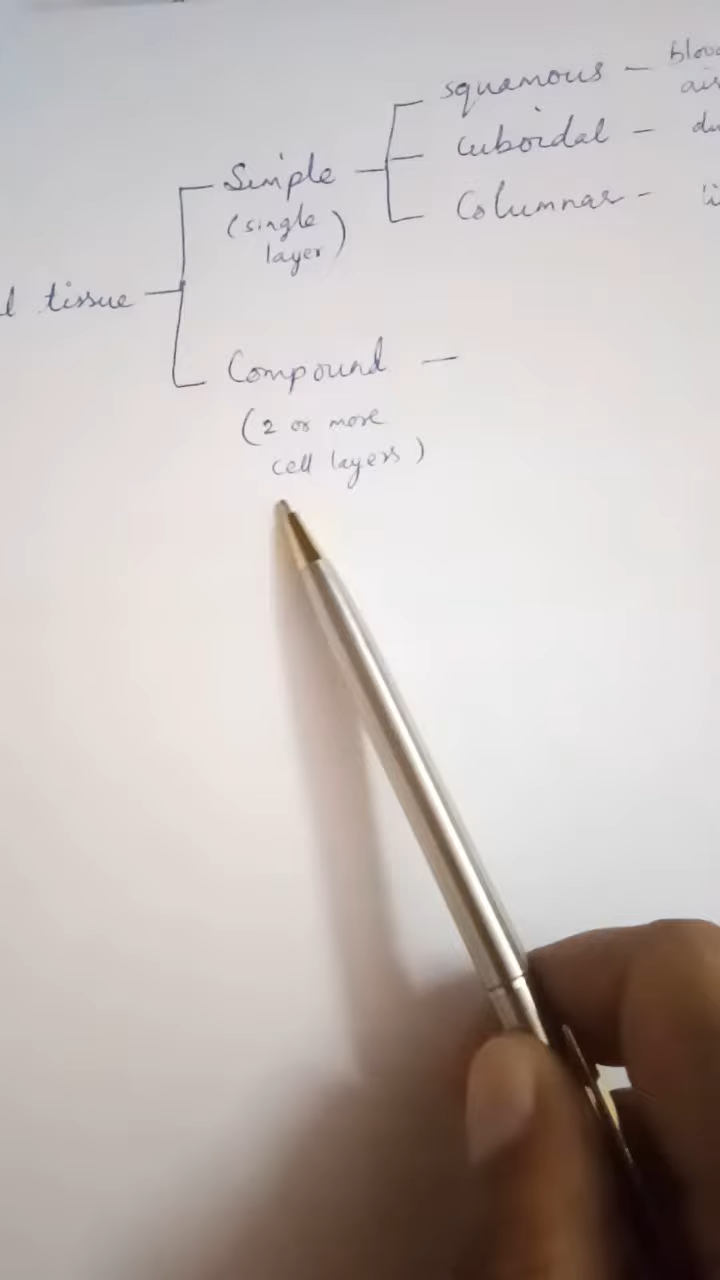 squamous –
cuboidal –
Columnar –
Simple
(single
layer)
tissue
Compound –
(2 or more
cell layers)